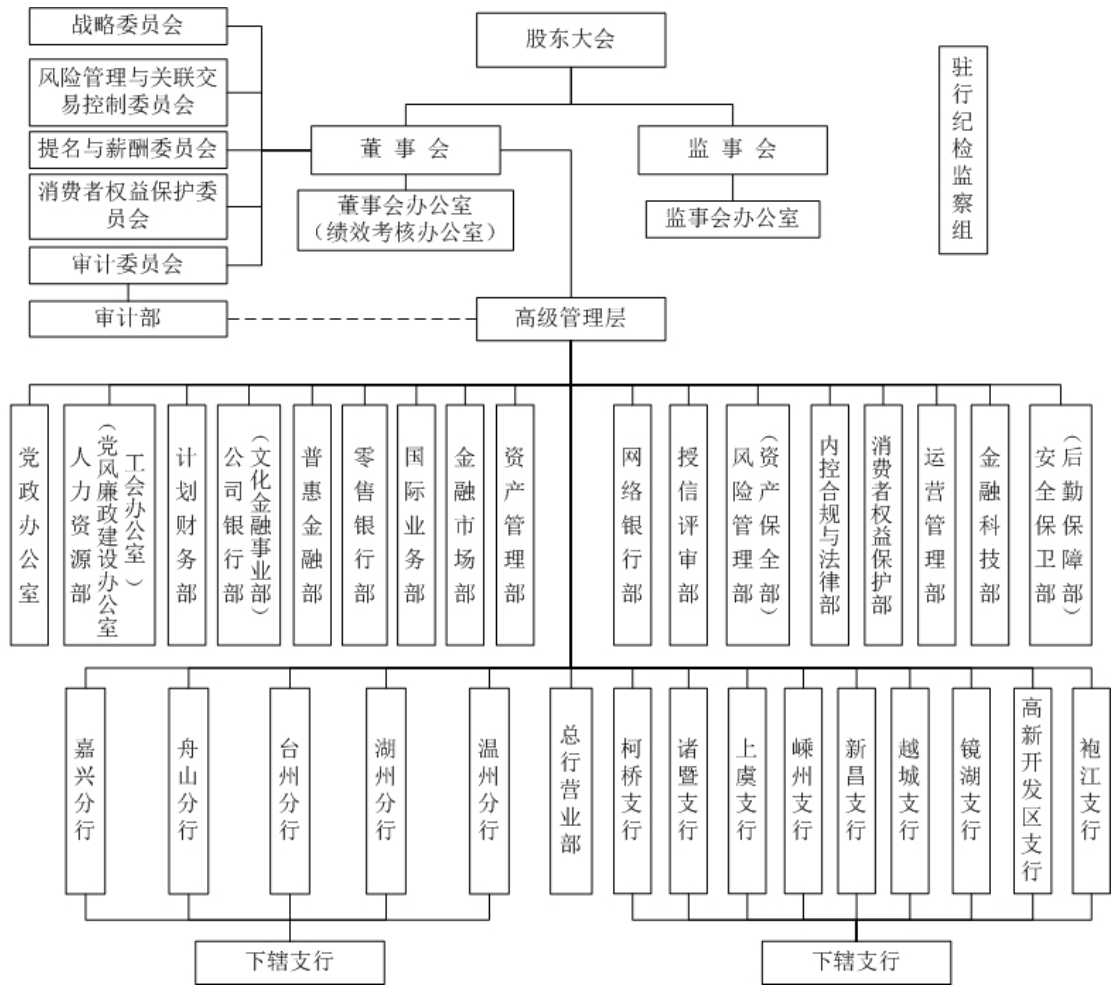 战略委员会
风险管理与关联交
易控制委员会
提名与薪酬委员会
消费者权益保护委
员会
审计委员会
审计部
股东大会
董事会
监事会
董事会办公室
（绩效考核办公室）
监事会办公室
驻行纪检监察组
高级管理层
党政办公室
人力资源部
（党风廉政建设办公室
工会办公室）
计划财务部
公司银行部
（文化金融事业部）
普惠金融部
零售银行部
国际业务部
金融市场部
资产管理部
网络银行部
授信评审部
风险管理部
（资产保全部）
内控合规与法律部
消费者权益保护部
运营管理部
金融科技部
安全保卫部
（后勤保障部）
嘉兴分行
舟山分行
台州分行
湖州分行
温州分行
总行营业部
柯桥支行
诸暨支行
上虞支行
嵊州支行
新昌支行
越城支行
镜湖支行
高新开发区支行
袍江支行
下辖支行
下辖支行